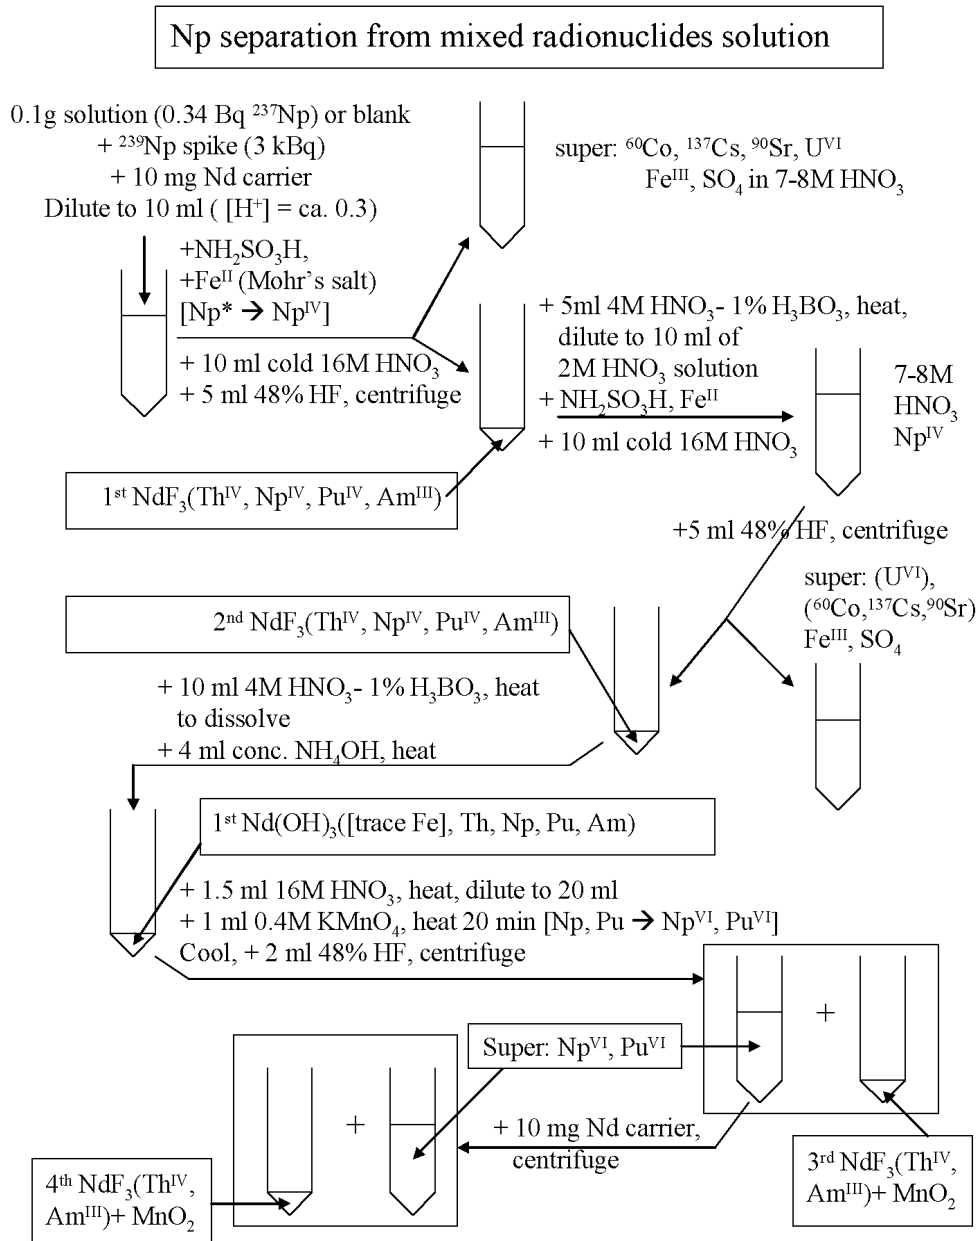 Np separation from mixed radionuclides solution
0.1g solution (0.34 Bq ²³⁷Np) or blank
+ ²³⁹Np spike (3 kBq)
+ 10 mg Nd carrier
Dilute to 10 ml ( [H⁺] = ca. 0.3)
super: ⁶⁰Co, ¹³⁷Cs, ⁹⁰Sr, Uⱽᴵ
Feᴵᴵᴵ, SO₄ in 7-8M HNO₃
+NH₂SO₃H,
+Feᴵᴵ (Mohr's salt)
[Np* → Npᴵⱽ]
+ 10 ml cold 16M HNO₃
+ 5 ml 48% HF, centrifuge
+ 5ml 4M HNO₃- 1% H₃BO₃, heat,
dilute to 10 ml of
2M HNO₃ solution
+ NH₂SO₃H, Feᴵᴵ
+ 10 ml cold 16M HNO₃
7-8M
HNO₃
Npᴵⱽ
1ˢᵗ NdF₃(Thᴵⱽ, Npᴵⱽ, Puᴵⱽ, Amᴵᴵᴵ)
+5 ml 48% HF, centrifuge
super: (Uⱽᴵ),
(⁶⁰Co,¹³⁷Cs,⁹⁰Sr)
Feᴵᴵᴵ, SO₄
2ⁿᵈ NdF₃(Thᴵⱽ, Npᴵⱽ, Puᴵⱽ, Amᴵᴵᴵ)
+ 10 ml 4M HNO₃- 1% H₃BO₃, heat
to dissolve
+ 4 ml conc. NH₄OH, heat
1ˢᵗ Nd(OH)₃([trace Fe], Th, Np, Pu, Am)
+ 1.5 ml 16M HNO₃, heat, dilute to 20 ml
+ 1 ml 0.4M KMnO₄, heat 20 min [Np, Pu → Npⱽᴵ, Puⱽᴵ]
Cool, + 2 ml 48% HF, centrifuge
+
Super: Npⱽᴵ, Puⱽᴵ
+
+ 10 mg Nd carrier,
centrifuge
3ʳᵈ NdF₃(Thᴵⱽ,
Amᴵᴵᴵ)+ MnO₂
4ᵗʰ NdF₃(Thᴵⱽ,
Amᴵᴵᴵ)+ MnO₂